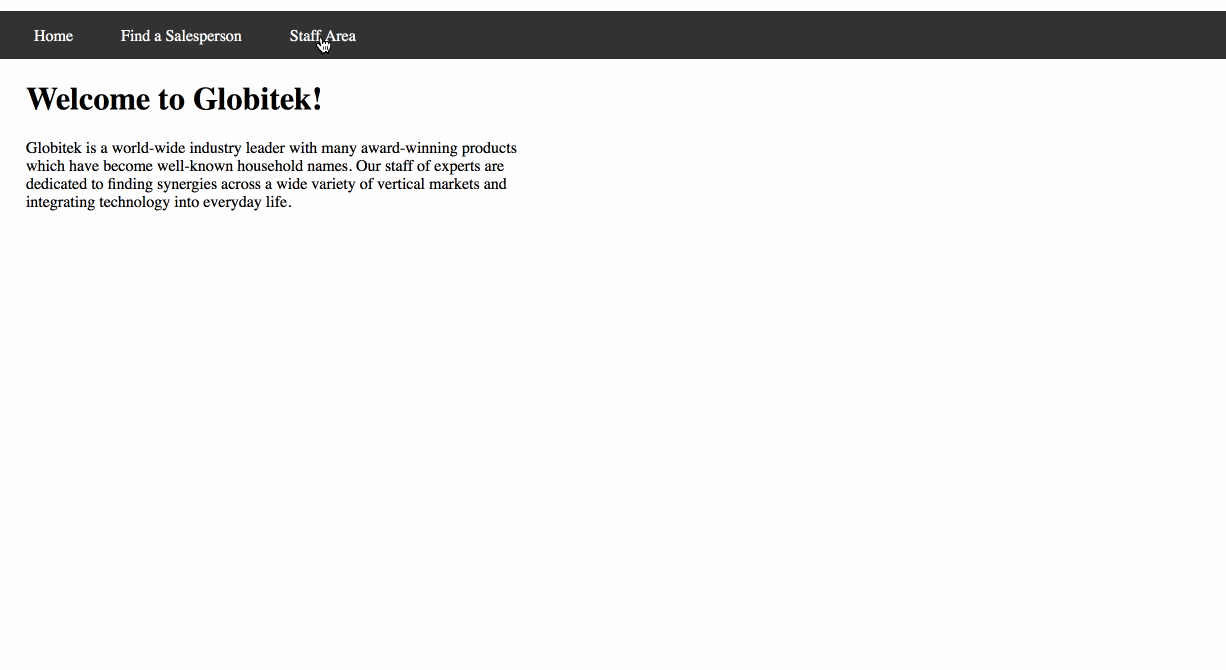 Home Find a Salesperson Staff Area
Welcome to Globitek!
Globitek is a world-wide industry leader with many award-winning products
which have become well-known household names. Our staff of experts are
dedicated to finding synergies across a wide variety of vertical markets and
integrating technology into everyday life.